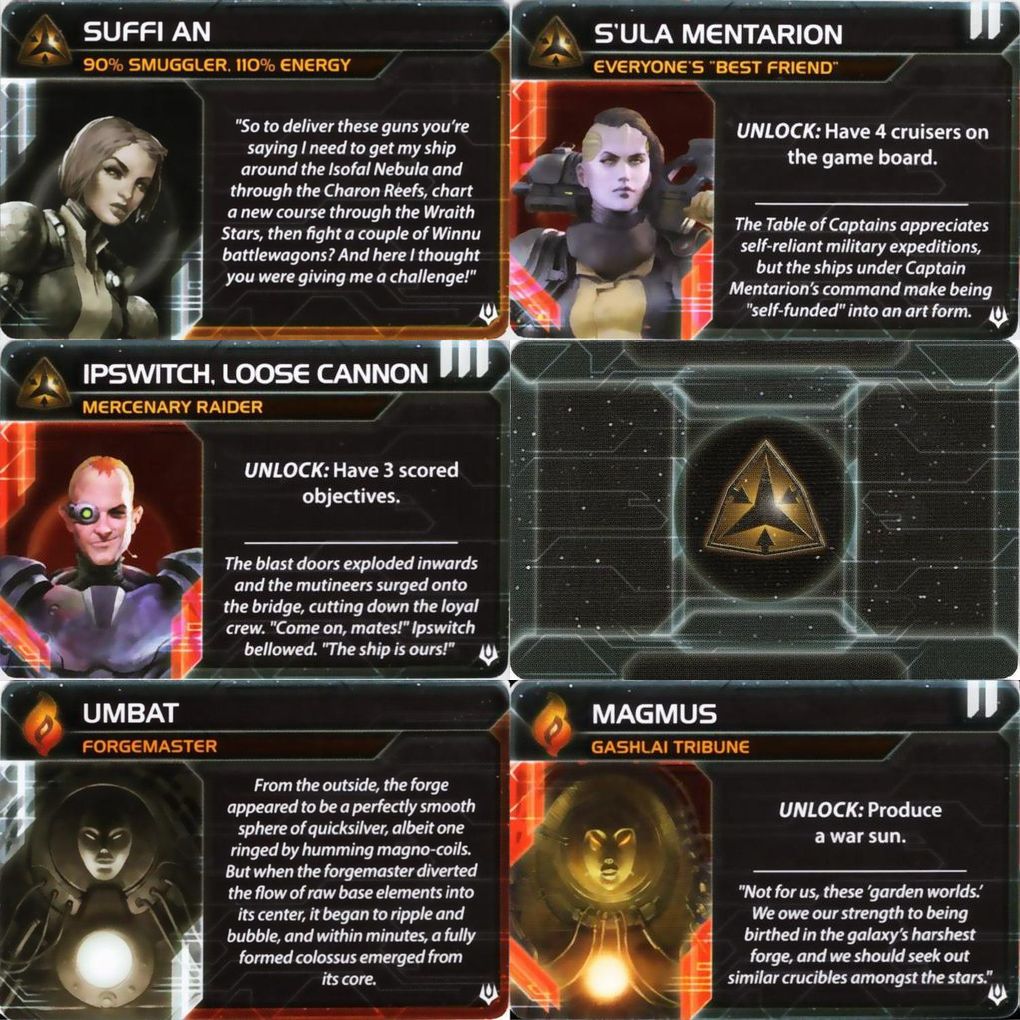 SUFFI AN
90% SMUGGLER, 110% ENERGY
"So to deliver these guns you're
saying I need to get my ship
around the Isofal Nebula and
through the Charon Reefs, chart
a new course through the Wraith
Stars, then fight a couple of Winnu
battlewagons? And here I thought
you were giving me a challenge!"
II
S'ULA MENTARION
EVERYONE'S "BEST FRIEND"
UNLOCK: Have 4 cruisers on
the game board.
The Table of Captains appreciates
self-reliant military expeditions,
but the ships under Captain
Mentarion's command make being
"self-funded" into an art form.
III
IPSWITCH, LOOSE CANNON
MERCENARY RAIDER
UNLOCK: Have 3 scored
objectives.
The blast doors exploded inwards
and the mutineers surged onto
the bridge, cutting down the loyal
crew. "Come on, mates!" Ipswitch
bellowed. "The ship is ours!"
UMBAT
FORGEMASTER
From the outside, the forge
appeared to be a perfectly smooth
sphere of quicksilver, albeit one
ringed by humming magno-coils.
But when the forgemaster diverted
the flow of raw base elements into
its center, it began to ripple and
bubble, and within minutes, a fully
formed colossus emerged from
its core.
II
MAGMUS
GASHLAI TRIBUNE
UNLOCK: Produce
a war sun.
"Not for us, these 'garden worlds.'
We owe our strength to being
birthed in the galaxy's harshest
forge, and we should seek out
similar crucibles amongst the stars."